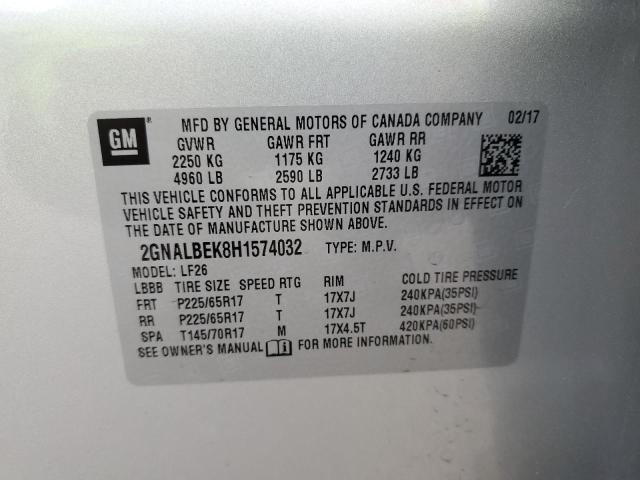 GM ® MFD BY GENERAL MOTORS OF CANADA COMPANY 02/17
GVWR GAWR FRT GAWR RR
2250 KG 1175 KG 1240 KG
4960 LB 2590 LB 2733 LB
THIS VEHICLE CONFORMS TO ALL APPLICABLE U.S. FEDERAL MOTOR
VEHICLE SAFETY AND THEFT PREVENTION STANDARDS IN EFFECT ON
THE DATE OF MANUFACTURE SHOWN ABOVE.
2GNALBEK8H1574032 TYPE: M.P.V.
MODEL: LF26
LBBB TIRE SIZE SPEED RTG RIM COLD TIRE PRESSURE
FRT P225/65R17 T 17X7J 240KPA(35PSI)
RR P225/65R17 T 17X7J 240KPA(35PSI)
SPA T145/70R17 M 17X4.5T 420KPA(60PSI)
SEE OWNER'S MANUAL FOR MORE INFORMATION.